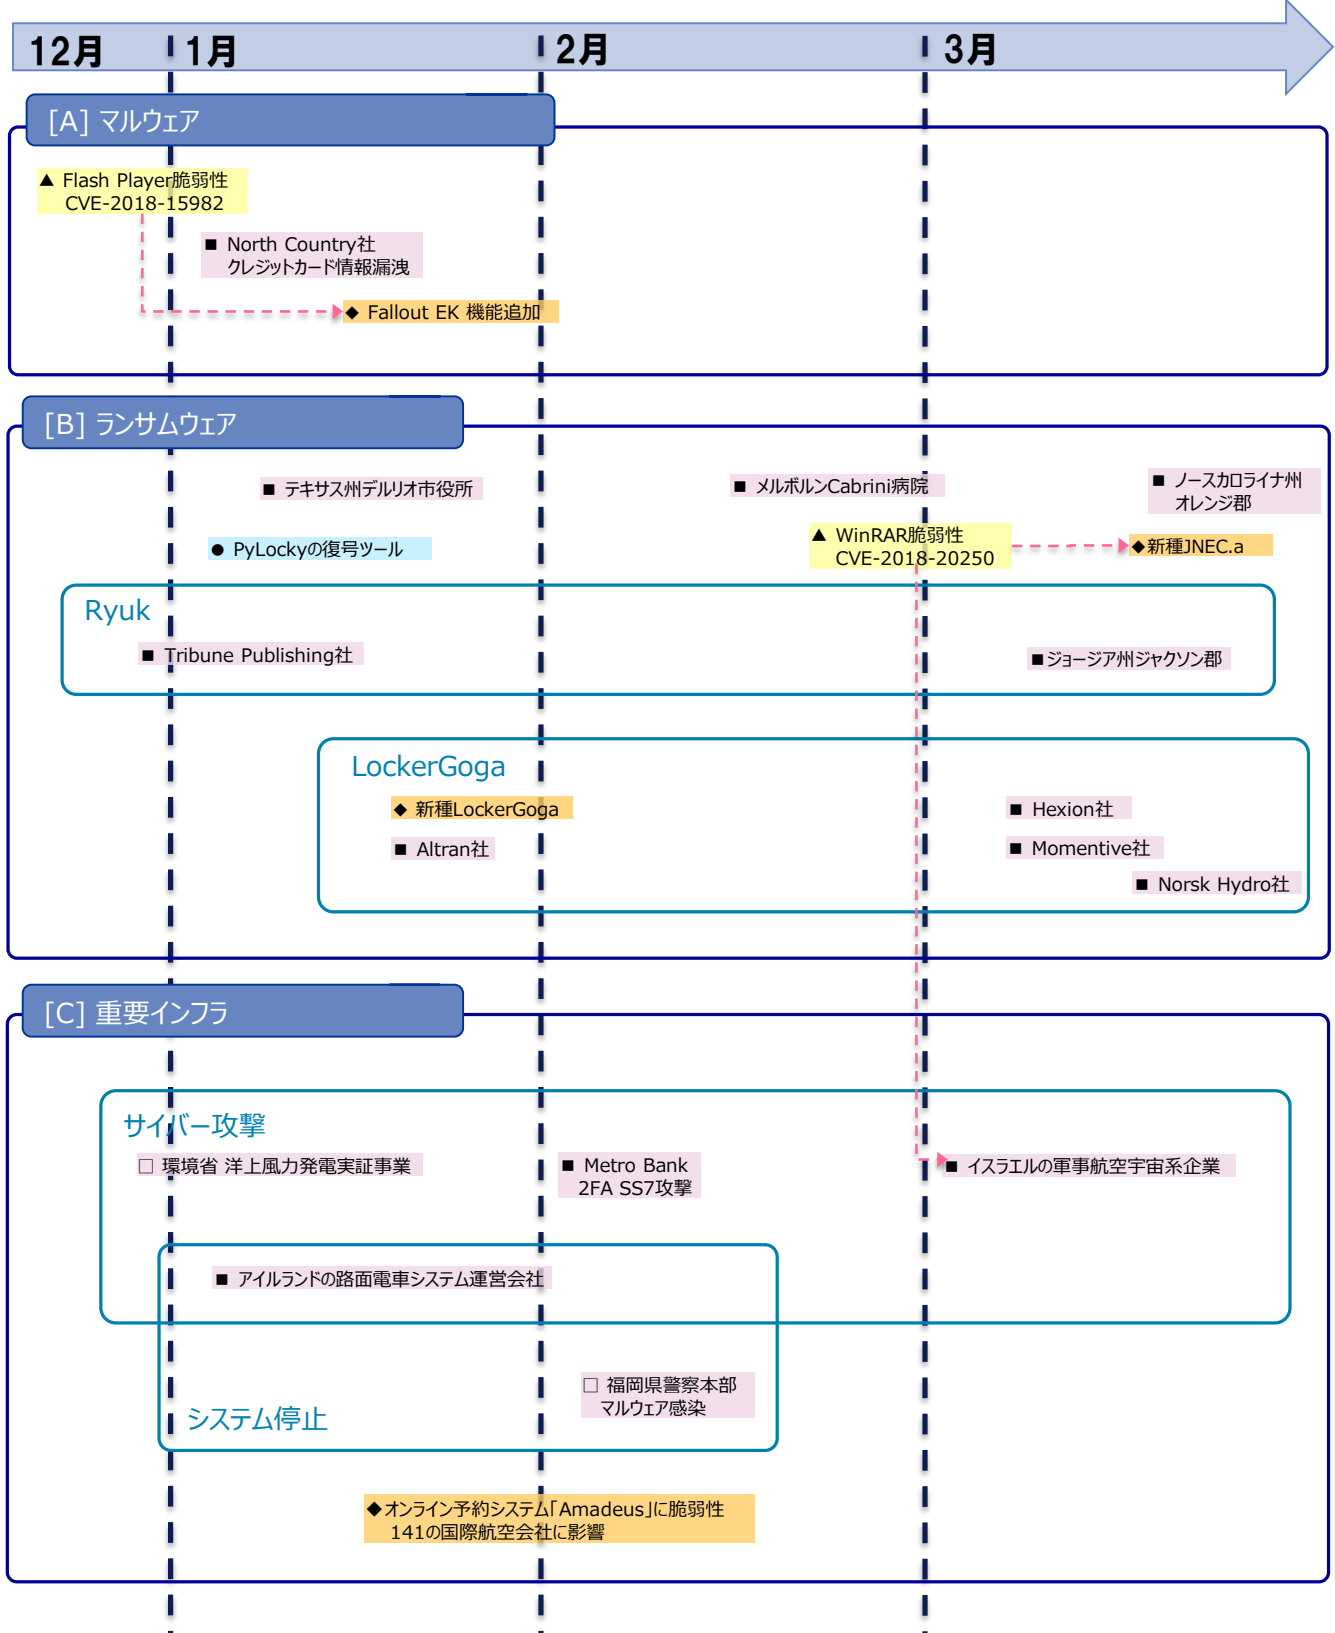 12月 1月 2月 3月
[A] マルウェア
▲ Flash Player脆弱性
CVE-2018-15982
■ North Country社
クレジットカード情報漏洩
◆ Fallout EK 機能追加
[B] ランサムウェア
■ テキサス州デルリオ市役所
■ メルボルンCabrini病院
■ ノースカロライナ州
オレンジ郡
● PyLockyの復号ツール
▲ WinRAR脆弱性
CVE-2018-20250
◆新種JNEC.a
Ryuk
■ Tribune Publishing社
■ジョージア州ジャクソン郡
LockerGoga
◆ 新種LockerGoga
■ Hexion社
■ Altran社
■ Momentive社
■ Norsk Hydro社
[C] 重要インフラ
サイバー攻撃
□ 環境省 洋上風力発電実証事業
■ Metro Bank
2FA SS7攻撃
■ イスラエルの軍事航空宇宙系企業
■ アイルランドの路面電車システム運営会社
□ 福岡県警察本部
マルウェア感染
システム停止
◆オンライン予約システム「Amadeus」に脆弱性
141の国際航空会社に影響